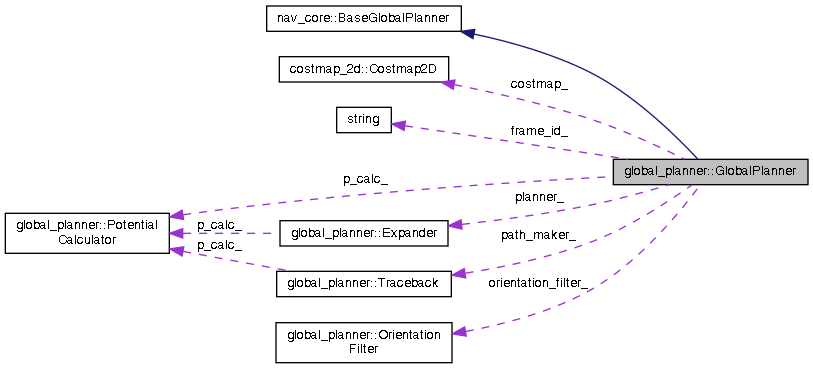 nav_core::BaseGlobalPlanner
costmap_2d::Costmap2D
costmap_
string
frame_id_
global_planner::GlobalPlanner
p_calc_
planner_
global_planner::Potential
Calculator
p_calc_
global_planner::Expander
path_maker_
p_calc_
global_planner::Traceback
orientation_filter_
global_planner::Orientation
Filter